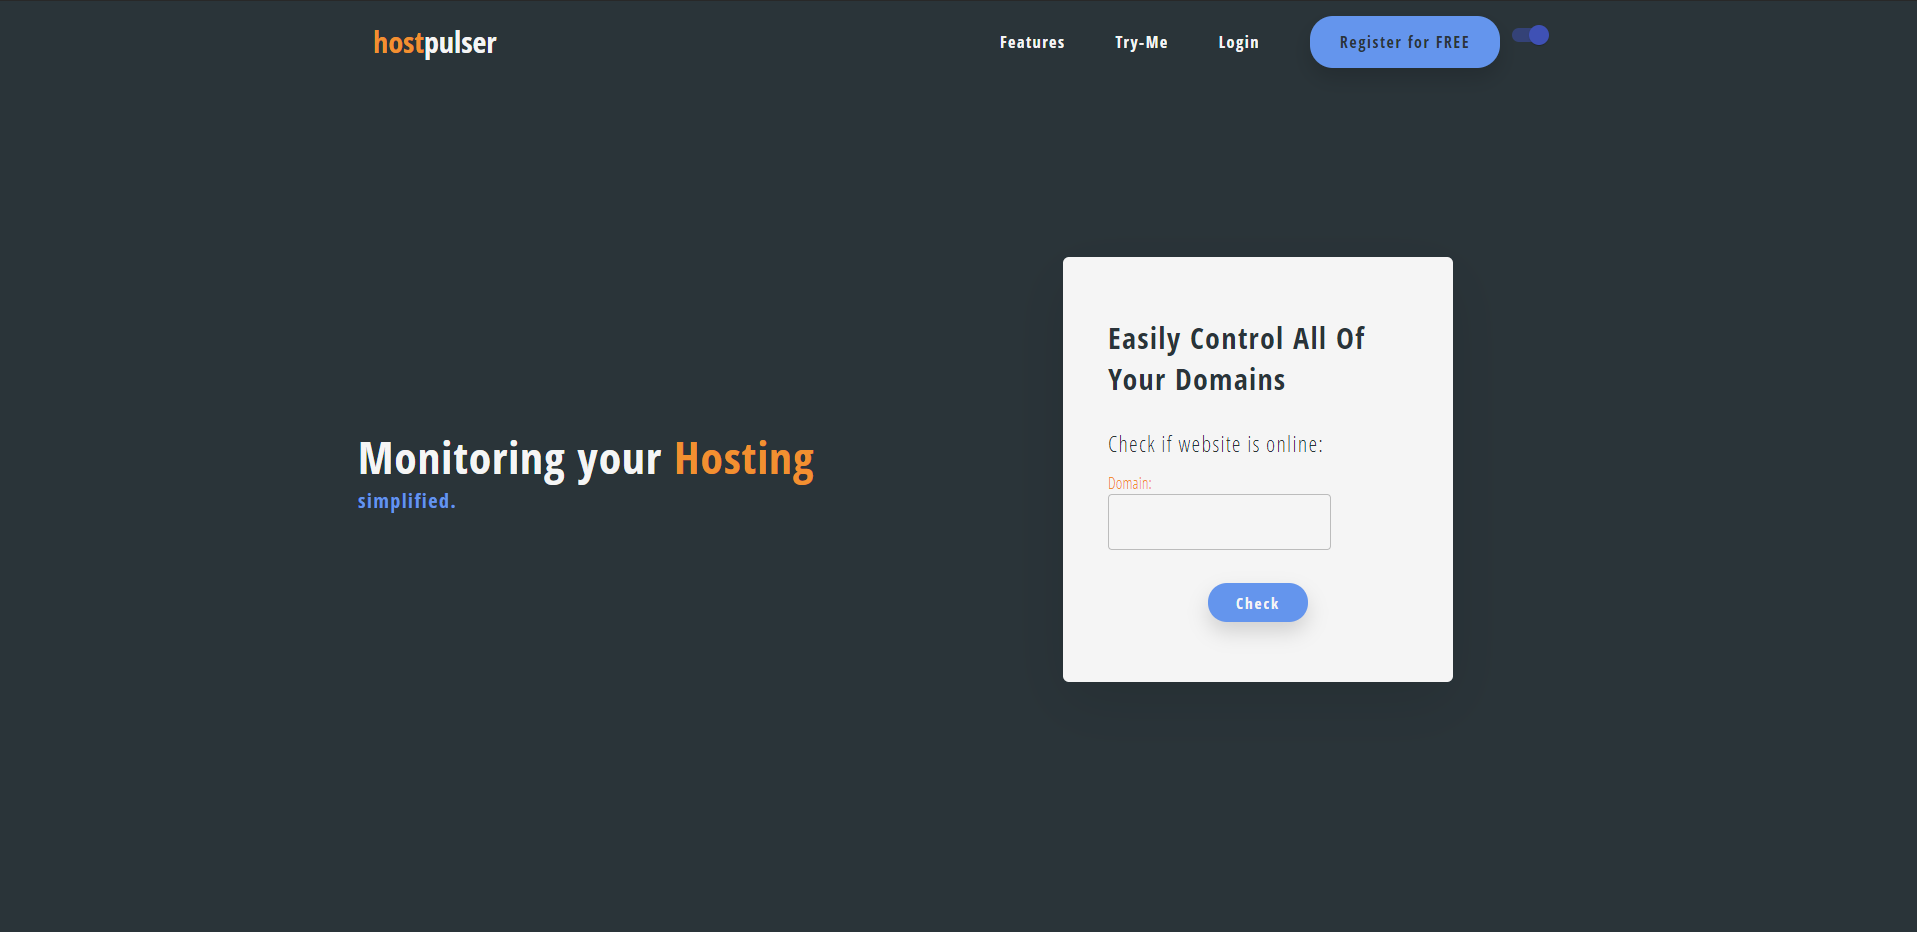 hostpulser
Features
Try-Me
Login
Register for FREE
Monitoring your Hosting
simplified.
Easily Control All Of
Your Domains
Check if website is online:
Domain:
Check